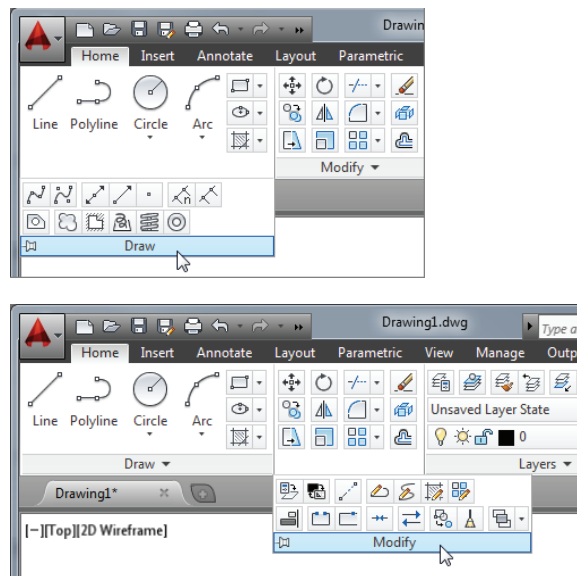 Drawin
Home Insert Annotate Layout Parametric
Line Polyline Circle Arc
Modify
n
Draw
Drawing1.dwg Type a
Home Insert Annotate Layout Parametric View Manage Outp
Line Polyline Circle Arc
Unsaved Layer State
0
Draw Layers
Drawing1*
[−][Top][2D Wireframe]
Modify